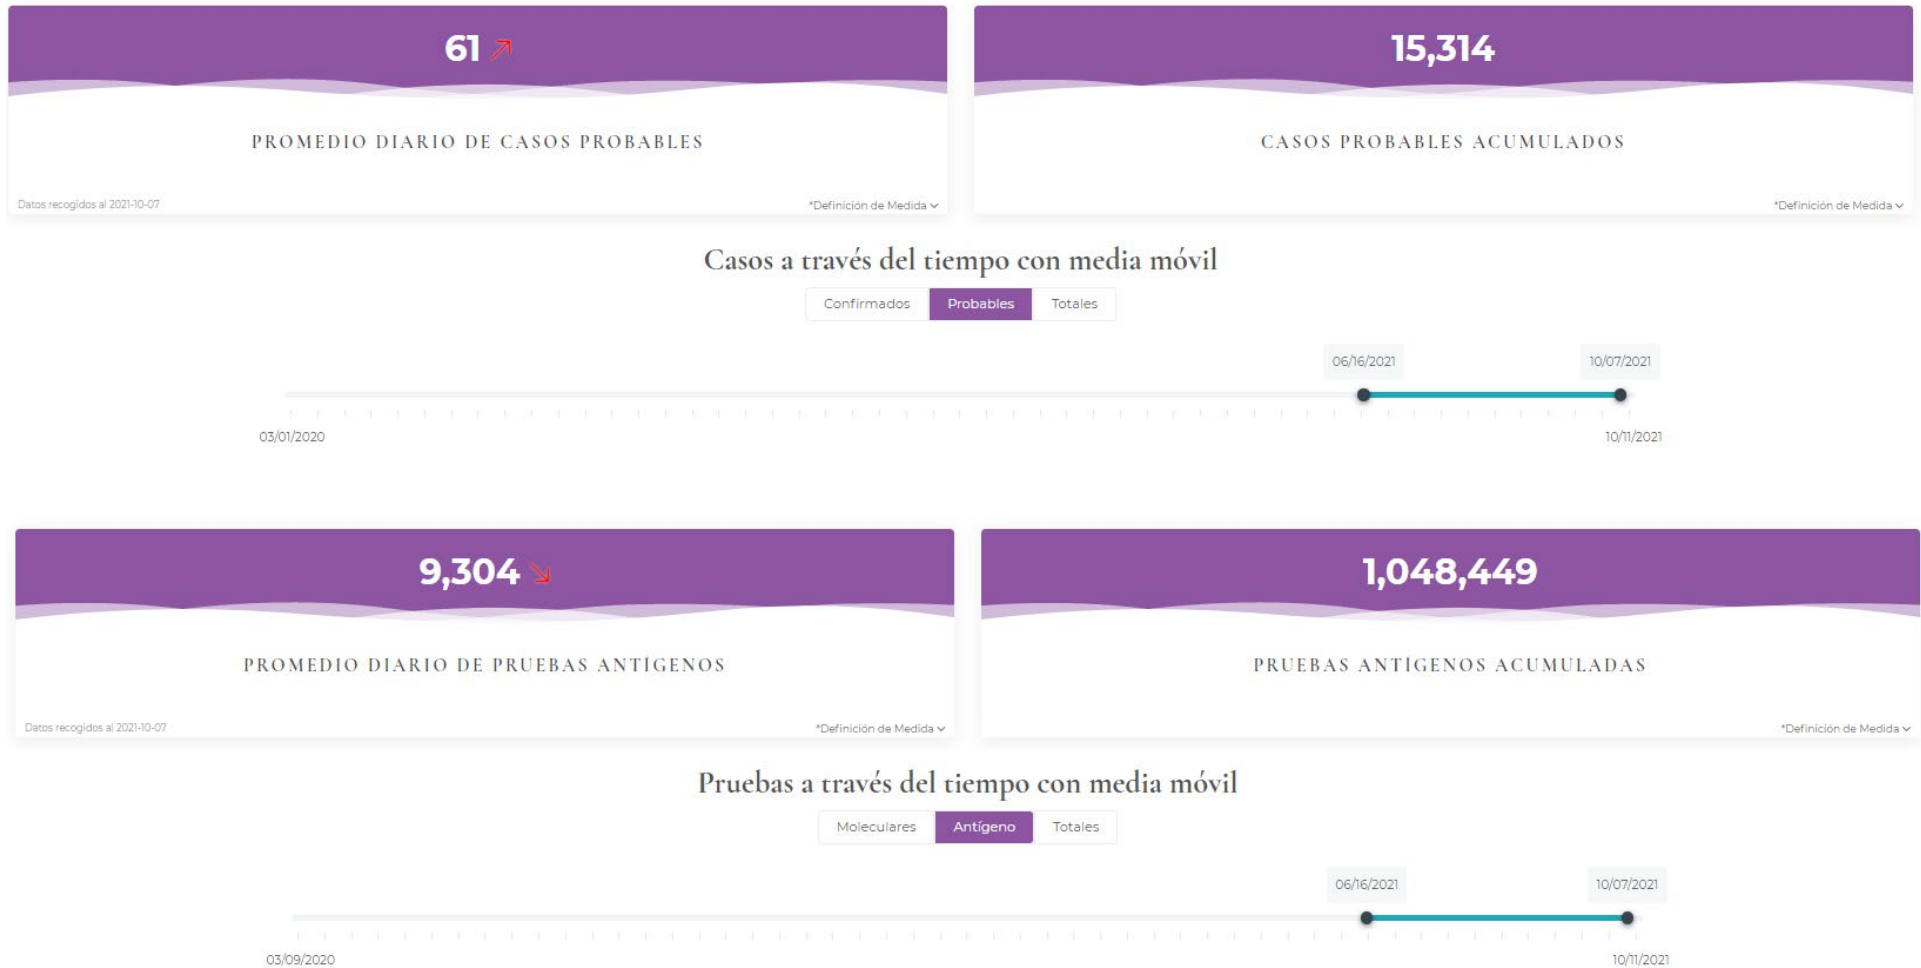 61
15,314
PROMEDIO DIARIO DE CASOS PROBABLES
CASOS PROBABLES ACUMULADOS
Datos recogidos al 2021-10-07
*Definición de Medida
*Definición de Medida
Casos a través del tiempo con media móvil
Confirmados Probables Totales
06/16/2021 10/07/2021
03/01/2020 10/11/2021
9,304
1,048,449
PROMEDIO DIARIO DE PRUEBAS ANTÍGENOS
PRUEBAS ANTÍGENOS ACUMULADAS
Datos recogidos al 2021-10-07
*Definición de Medida
*Definición de Medida
Pruebas a través del tiempo con media móvil
Moleculares Antígeno Totales
06/16/2021 10/07/2021
03/09/2020 10/11/2021